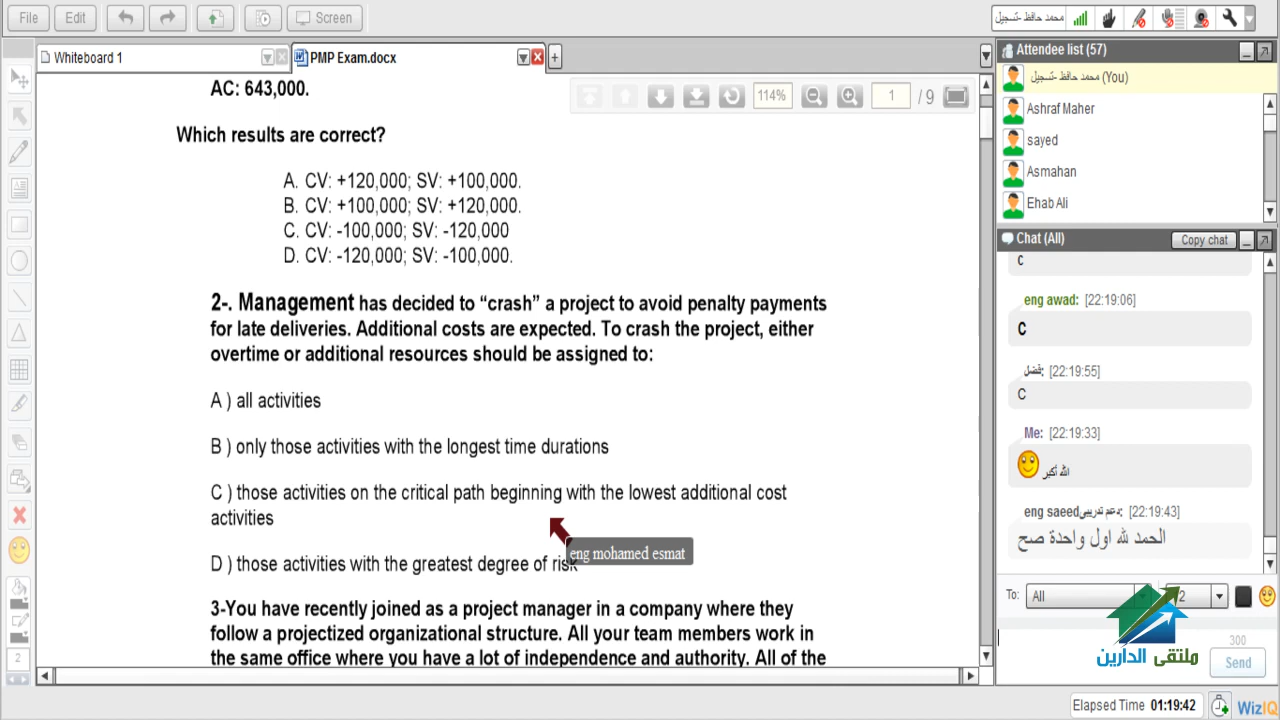 File
Edit
Screen
محمد حافظ -تسجيل
Whiteboard 1
PMP Exam.docx
114%
1
/ 9
AC: 643,000.
Which results are correct?
A. CV: +120,000; SV: +100,000.
B. CV: +100,000; SV: +120,000.
C. CV: -100,000; SV: -120,000
D. CV: -120,000; SV: -100,000.
2-. Management has decided to “crash” a project to avoid penalty payments
for late deliveries. Additional costs are expected. To crash the project, either
overtime or additional resources should be assigned to:
A ) all activities
B ) only those activities with the longest time durations
C ) those activities on the critical path beginning with the lowest additional cost
activities
eng mohamed esmat
D ) those activities with the greatest degree of risk
3-You have recently joined as a project manager in a company where they
follow a projectized organizational structure. All your team members work in
the same office where you have a lot of independence and authority. All of the
2
Attendee list (57)
محمد حافظ -تسجيل (You)
Ashraf Maher
sayed
Asmahan
Ehab Ali
Chat (All)
Copy chat
C
eng awad: [22:19:06]
C
فضل: [22:19:55]
C
Me: [22:19:33]
الله أكبر
eng saeedدعم تدريبى: [22:19:43]
الحمد لله اول واحدة صح
To:
All
2
300
Send
ملتقى الدارين
Elapsed Time 01:19:42
WizIQ